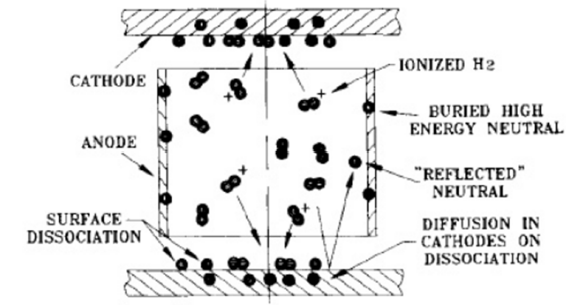 CATHODE
IONIZED H2
BURIED HIGH
ENERGY NEUTRAL
ANODE
"REFLECTED"
NEUTRAL
SURFACE
DISSOCIATION
DIFFUSION IN
CATHODES ON
DISSOCIATION
+
+
+
+